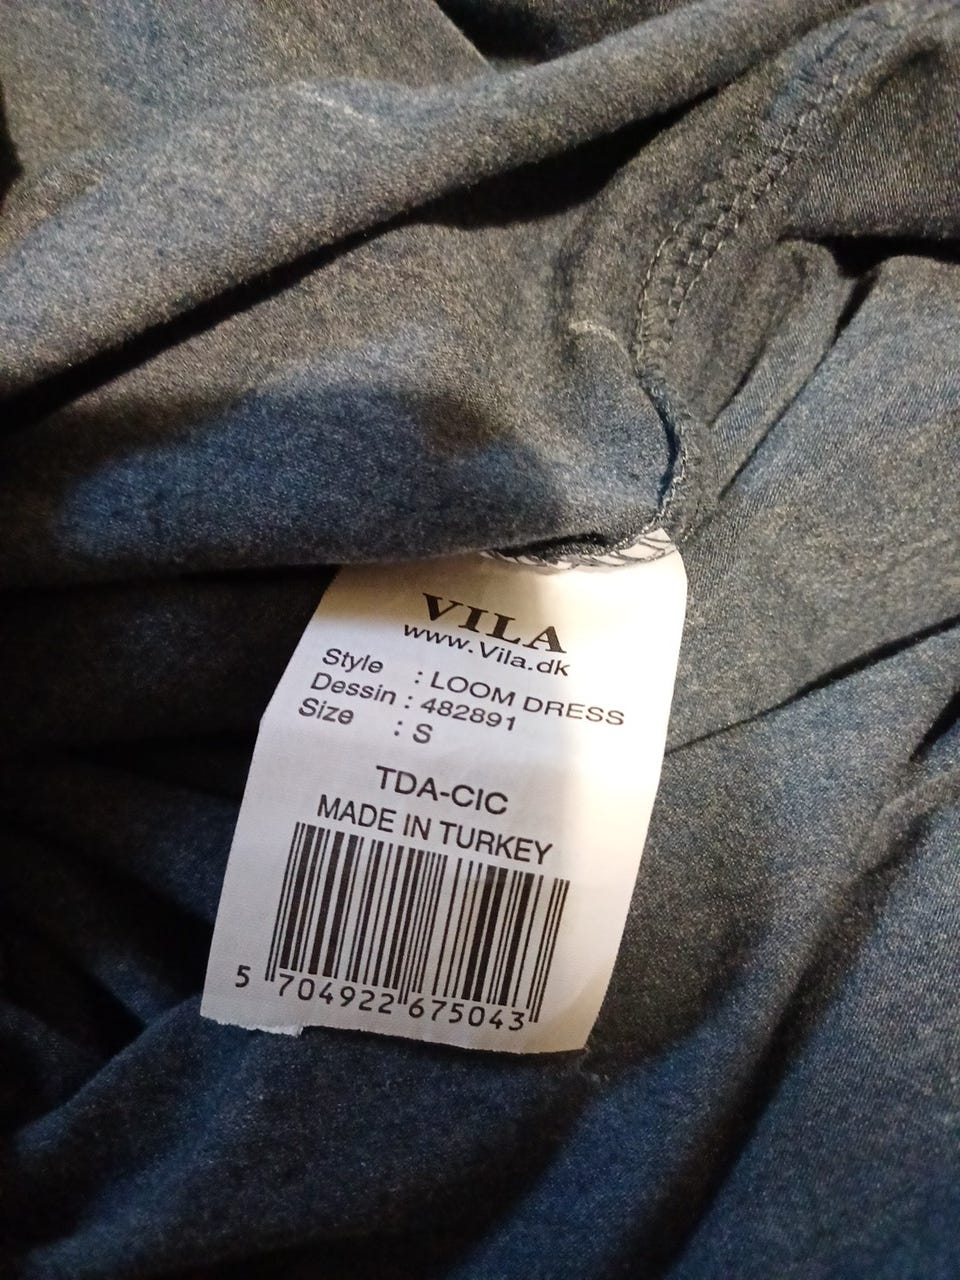 VILA
www.Vila.dk
Style : LOOM DRESS
Dessin : 482891
Size : S
TDA-CIC
MADE IN TURKEY
5 704922 675043